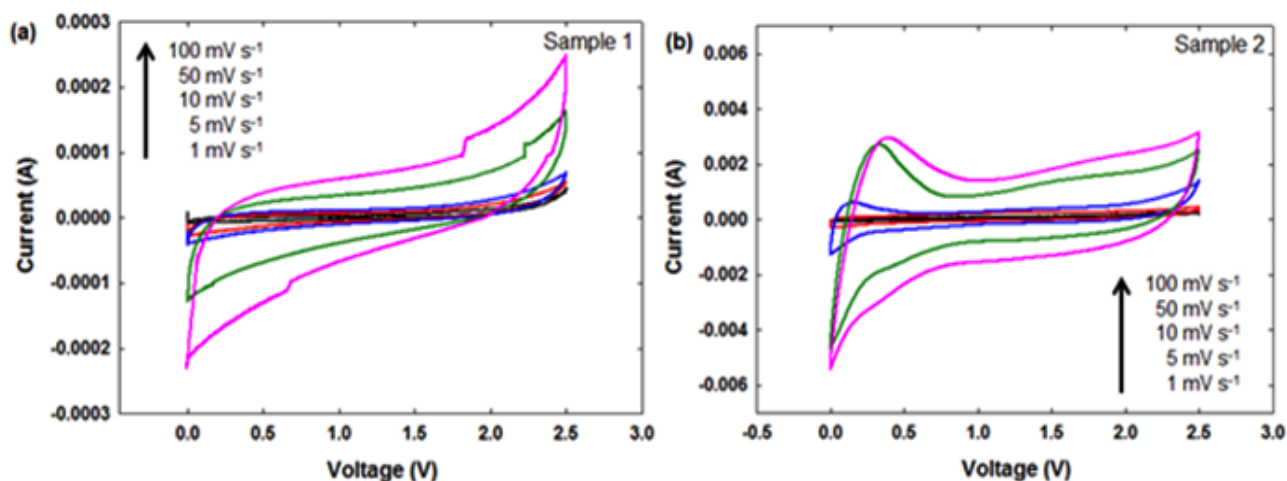 (a)
Sample 1
100 mV s⁻¹
50 mV s⁻¹
10 mV s⁻¹
5 mV s⁻¹
1 mV s⁻¹
0.0003
0.0002
0.0001
0.0000
-0.0001
-0.0002
-0.0003
Current (A)
0.0 0.5 1.0 1.5 2.0 2.5 3.0
Voltage (V)
(b)
Sample 2
0.006
0.004
0.002
0.000
-0.002
-0.004
-0.006
Current (A)
100 mV s⁻¹
50 mV s⁻¹
10 mV s⁻¹
5 mV s⁻¹
1 mV s⁻¹
-0.5 0.0 0.5 1.0 1.5 2.0 2.5 3.0
Voltage (V)